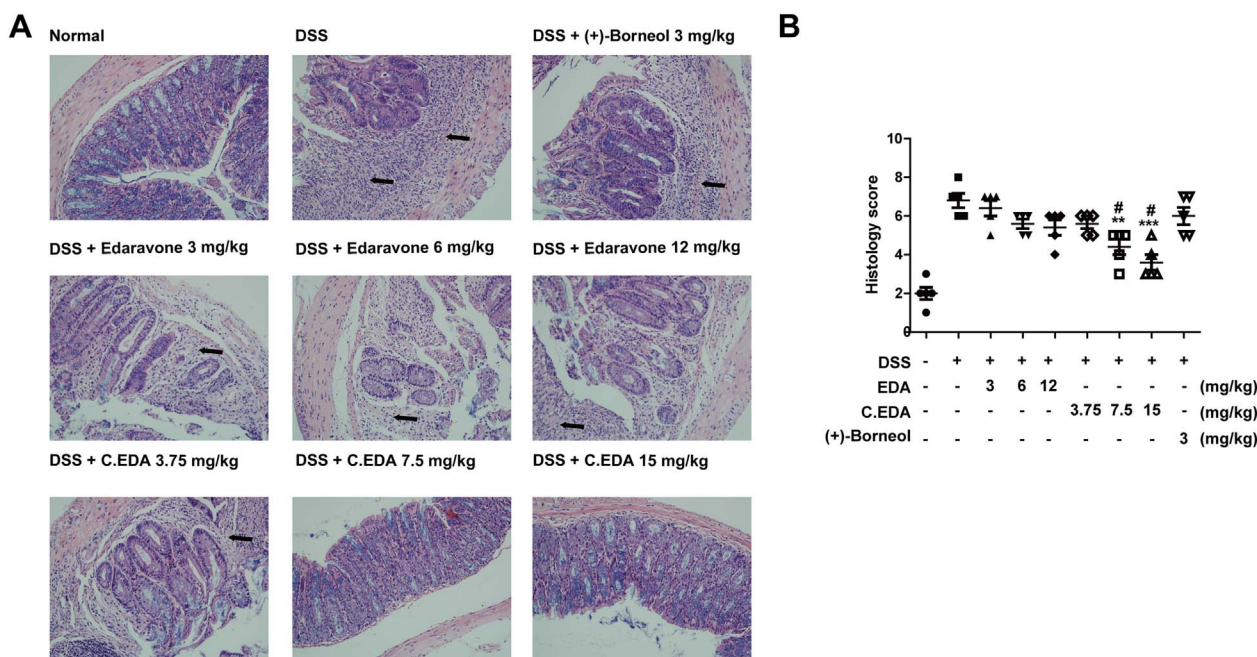 A
Normal
DSS
DSS + (+)-Borneol 3 mg/kg
DSS + Edaravone 3 mg/kg
DSS + Edaravone 6 mg/kg
DSS + Edaravone 12 mg/kg
DSS + C.EDA 3.75 mg/kg
DSS + C.EDA 7.5 mg/kg
DSS + C.EDA 15 mg/kg
B
Histology score
10
8
6
4
2
0
# #
** ***
DSS - + + + + + + + +
EDA - - 3 6 12 - - - - (mg/kg)
C.EDA - - - - - 3.75 7.5 15 - (mg/kg)
(+)-Borneol - - - - - - - - 3 (mg/kg)